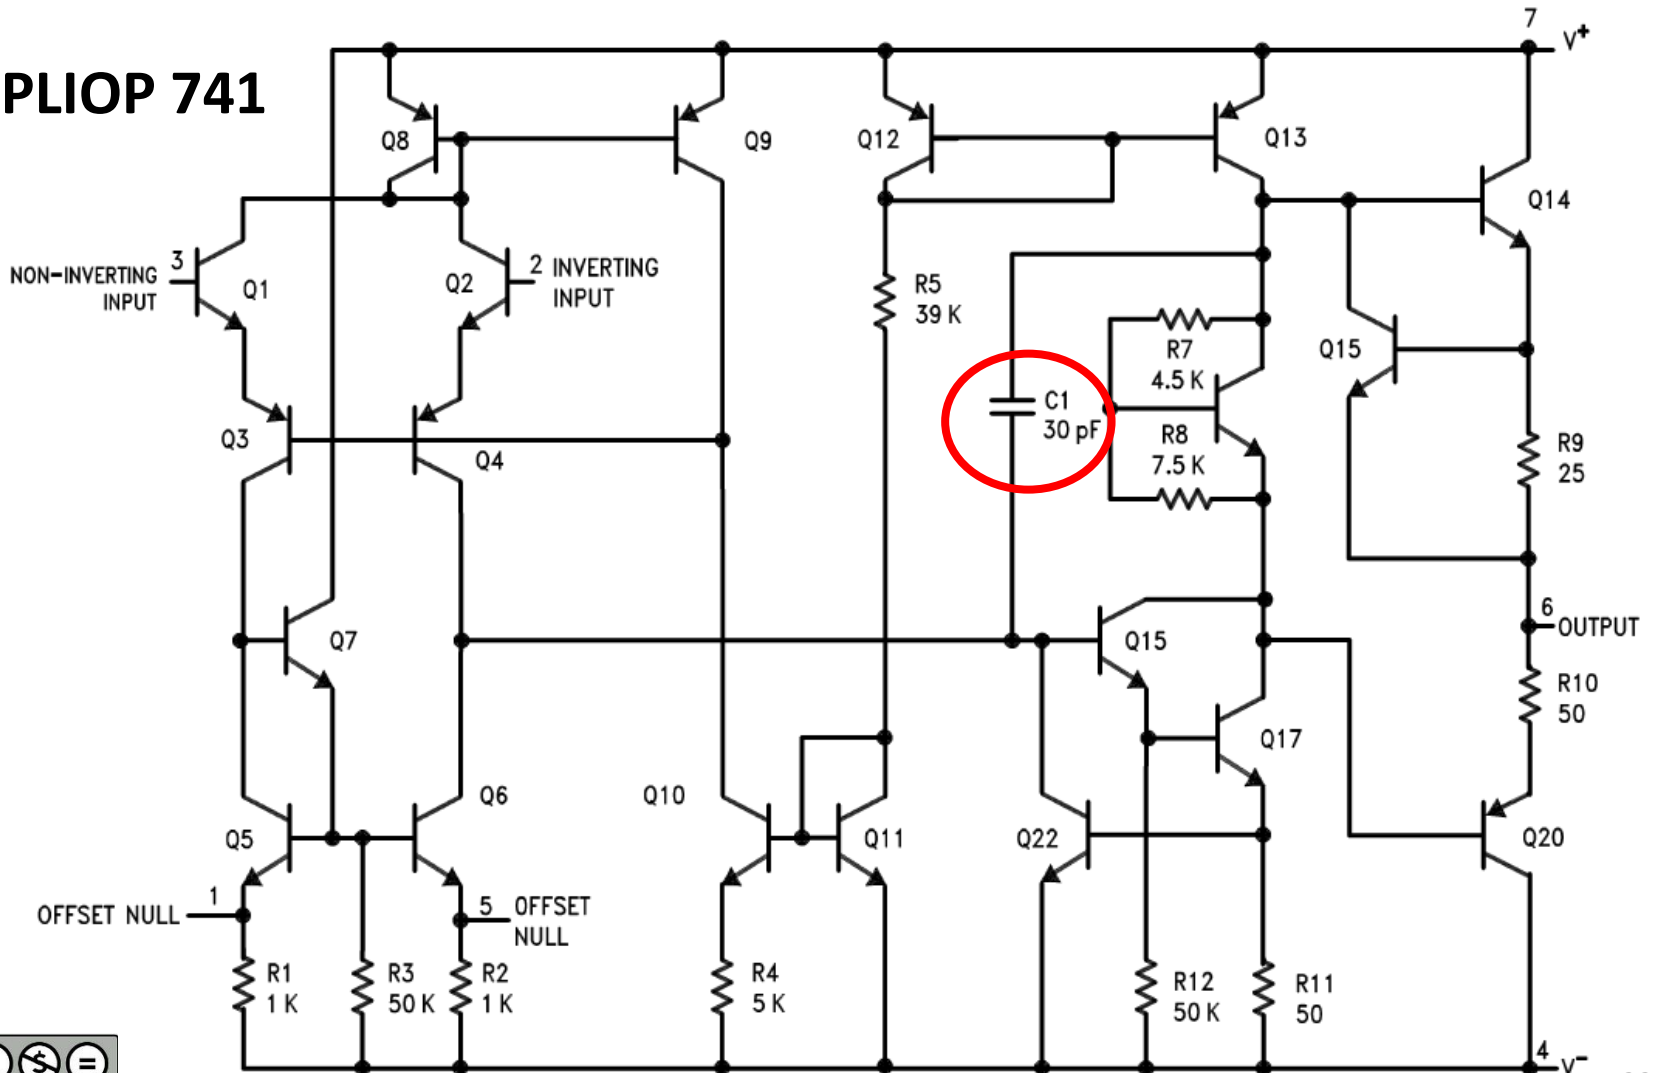 PLIOP 741
7
V+
Q8
Q9
Q12
Q13
Q14
NON-INVERTING
INPUT
3
Q1
Q2
2
INVERTING
INPUT
R5
39 K
R7
4.5 K
Q15
C1
30 pF
R8
7.5 K
Q3
Q4
R9
25
6
OUTPUT
Q7
Q15
R10
50
Q17
Q6
Q10
Q5
Q11
Q22
Q20
OFFSET NULL
1
5
OFFSET
NULL
R1
1 K
R3
50 K
R2
1 K
R4
5 K
R12
50 K
R11
50
4
V-
$
=